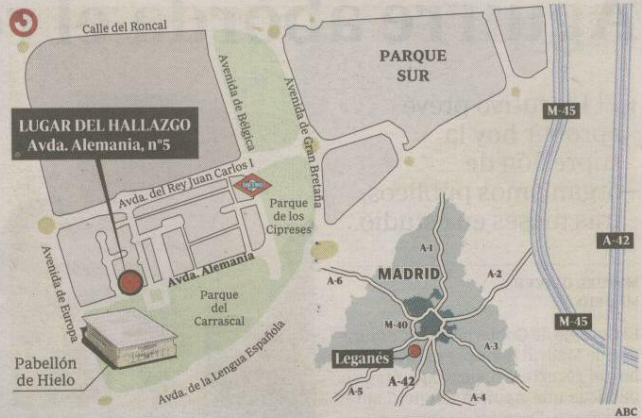 Calle del Roncal
PARQUE
SUR
Avenida de Bélgica
Avenida de Gran Bretaña
M-45
LUGAR DEL HALLAZGO
Avda. Alemania, nº5
Avda. del Rey Juan Carlos I
METRO
Parque
de los
Cipreses
A-42
Avda. Alemania
Avenida de Europa
Parque
del
Carrascal
Pabellón
de Hielo
Avda. de la Lengua Española
A-1
MADRID
A-2
A-6
M-40
M-45
A-3
Leganés
A-42
A-5
A-4
ABC